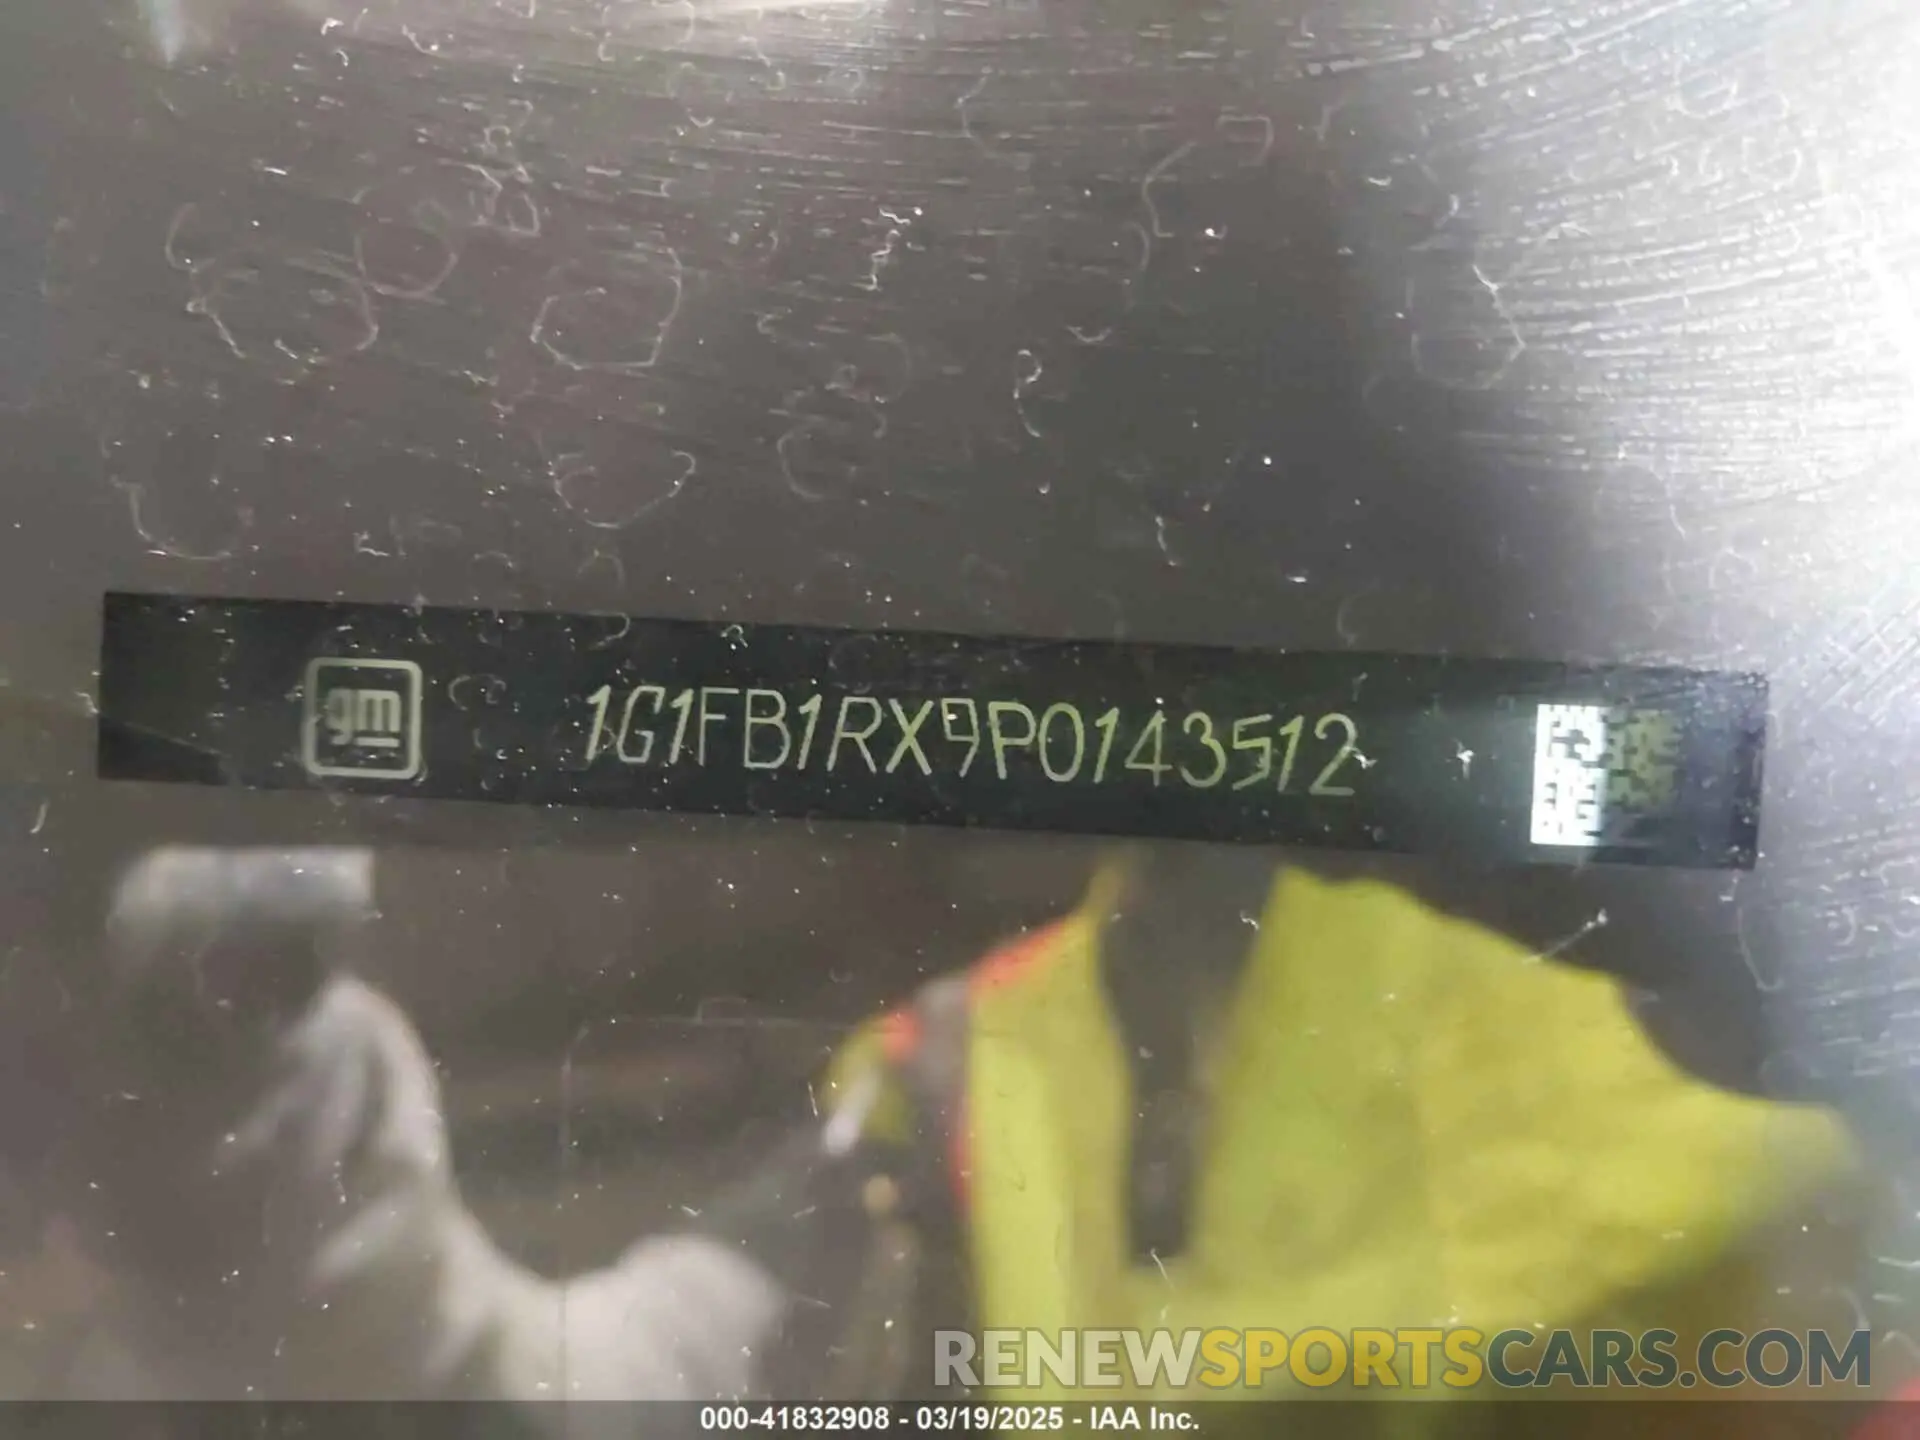 gm 1G1FB1RX9P0143512
RENEWSPORTSCARS.COM
000-41832908 - 03/19/2025 - IAA Inc.